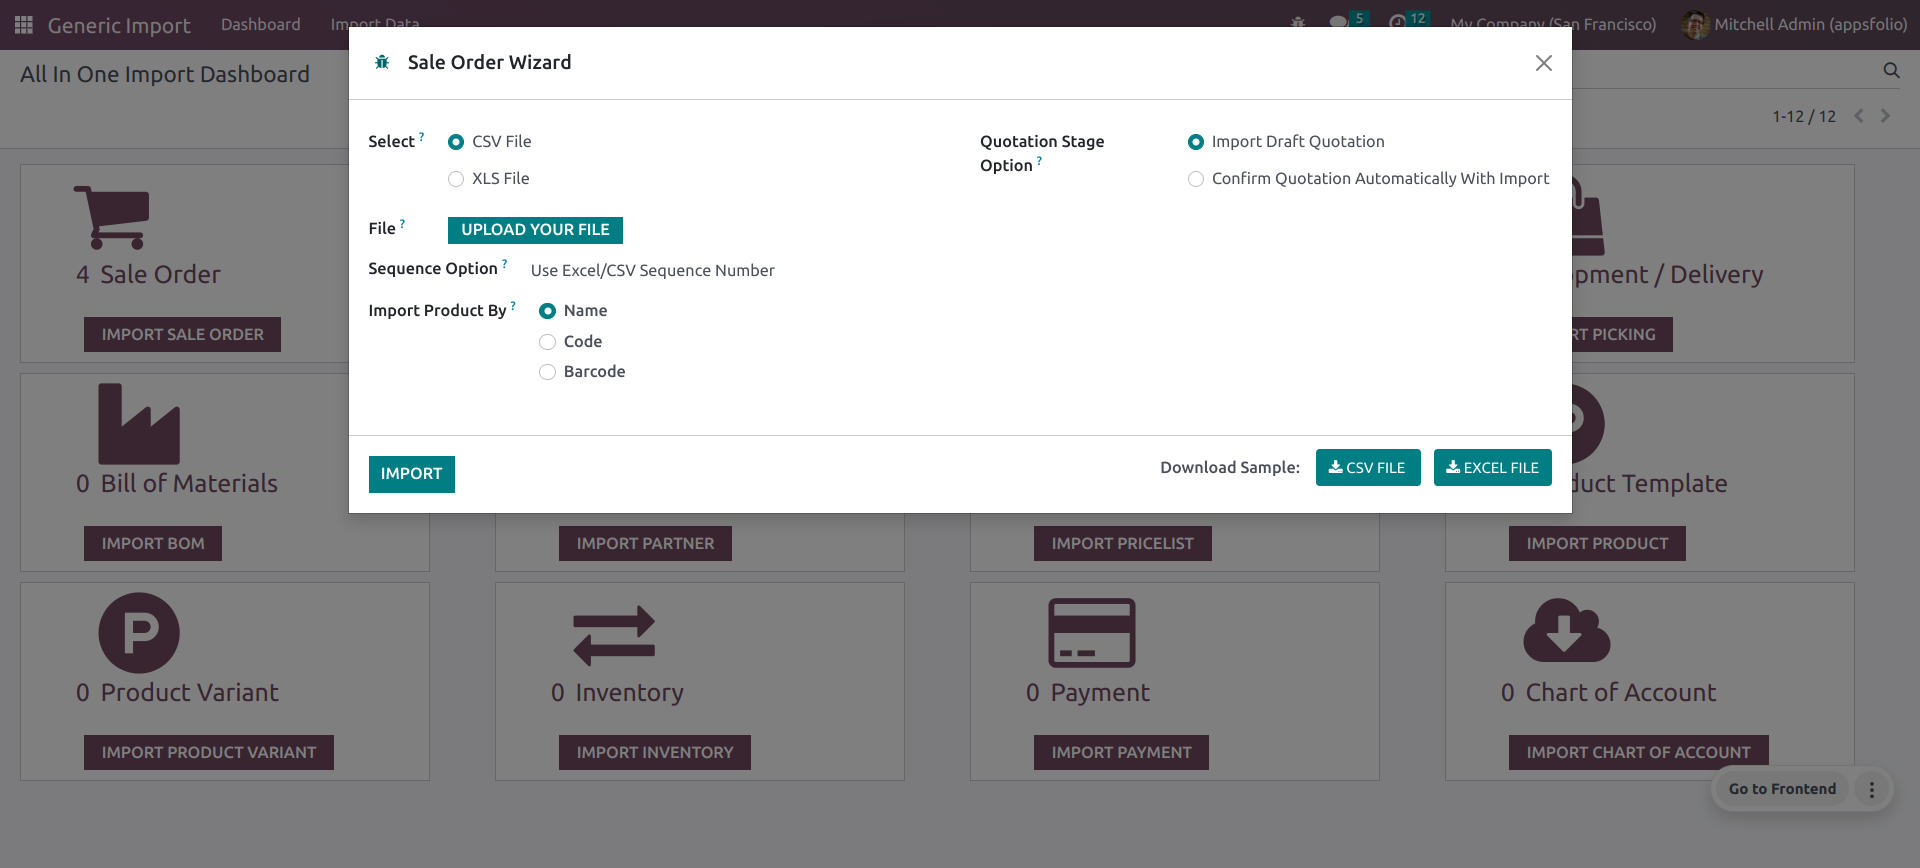 Generic Import Dashboard Import Data 5 12 My Company (San Francisco) Mitchell Admin (appsfolio)
All In One Import Dashboard
1-12 / 12
Sale Order Wizard
Select ? CSV File
XLS File
Quotation Stage
Option ?
Import Draft Quotation
Confirm Quotation Automatically With Import
File ? UPLOAD YOUR FILE
Sequence Option ? Use Excel/CSV Sequence Number
Import Product By ? Name
Code
Barcode
IMPORT Download Sample: CSV FILE EXCEL FILE
4 Sale Order
IMPORT SALE ORDER
/ Delivery
PICKING
0 Bill of Materials
IMPORT BOM
IMPORT PARTNER
IMPORT PRICELIST
Template
IMPORT PRODUCT
P
0 Product Variant
IMPORT PRODUCT VARIANT
0 Inventory
IMPORT INVENTORY
0 Payment
IMPORT PAYMENT
0 Chart of Account
IMPORT CHART OF ACCOUNT
Go to Frontend